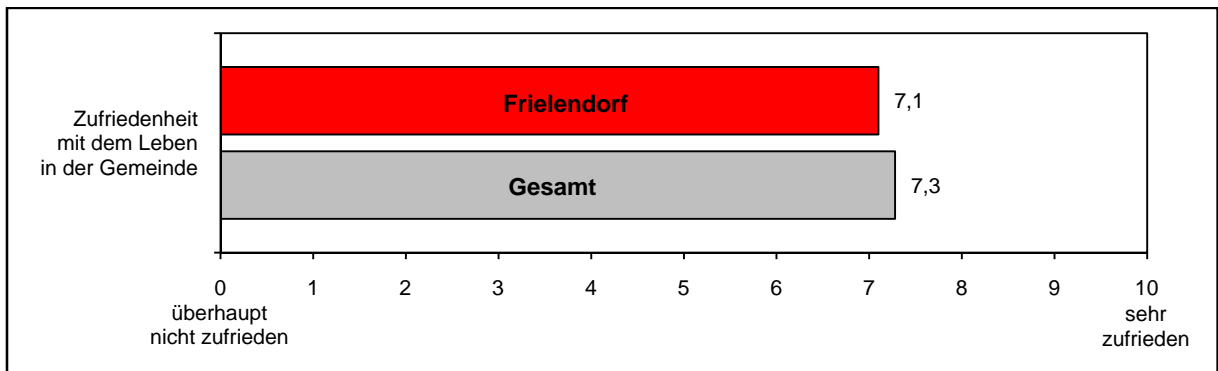 Zufriedenheit
mit dem Leben
in der Gemeinde
Frielendorf
7,1
Gesamt
7,3
0 1 2 3 4 5 6 7 8 9 10
überhaupt
nicht zufrieden
sehr
zufrieden